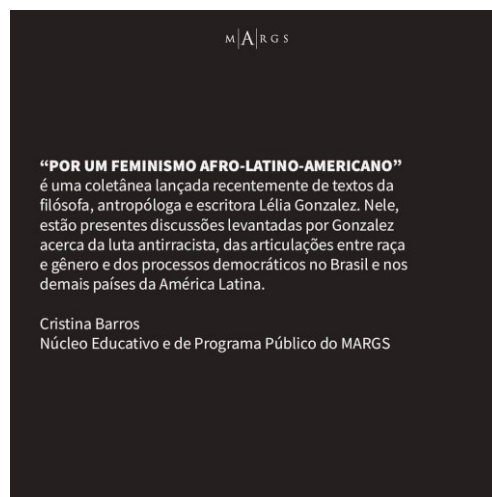 M|A|RGS
“POR UM FEMINISMO AFRO-LATINO-AMERICANO”
é uma coletânea lançada recentemente de textos da
filósofa, antropóloga e escritora Lélia Gonzalez. Nele,
estão presentes discussões levantadas por Gonzalez
acerca da luta antirracista, das articulações entre raça
e gênero e dos processos democráticos no Brasil e nos
demais países da América Latina.
Cristina Barros
Núcleo Educativo e de Programa Público do MARGS